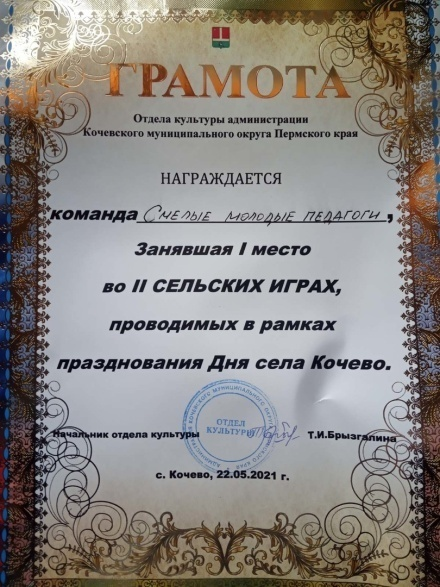 ГРАМОТА
Отдела культуры администрации
Кочевского муниципального округа Пермского края
НАГРАЖДАЕТСЯ
команда Смелые молодые педагоги,
Занявшая I место
во II СЕЛЬСКИХ ИГРАХ,
проводимых в рамках
празднования Дня села Кочево.
ОТДЕЛ
КУЛЬТУРЫ
Начальник отдела культуры Т.И.Брызгалина
с. Кочево, 22.05.2021 г.